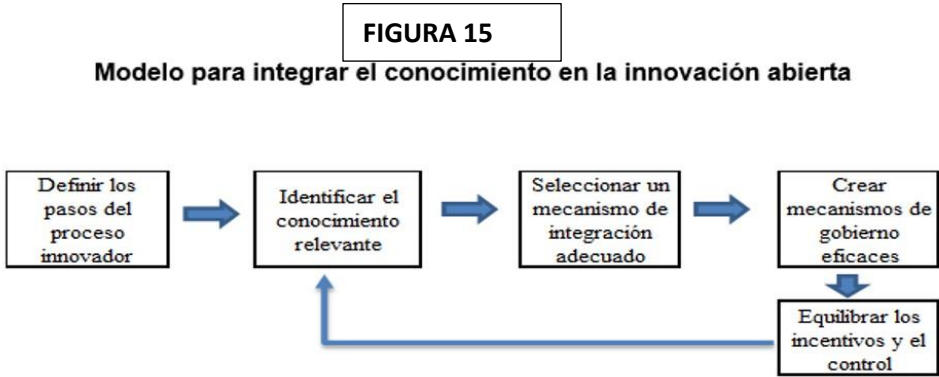 FIGURA 15
Modelo para integrar el conocimiento en la innovación abierta
Definir los
pasos del
proceso
innovador
Identificar el
conocimiento
relevante
Seleccionar un
mecanismo de
integración
adecuado
Crear
mecanismos de
gobierno
eficaces
Equilibrar los
incentivos y el
control